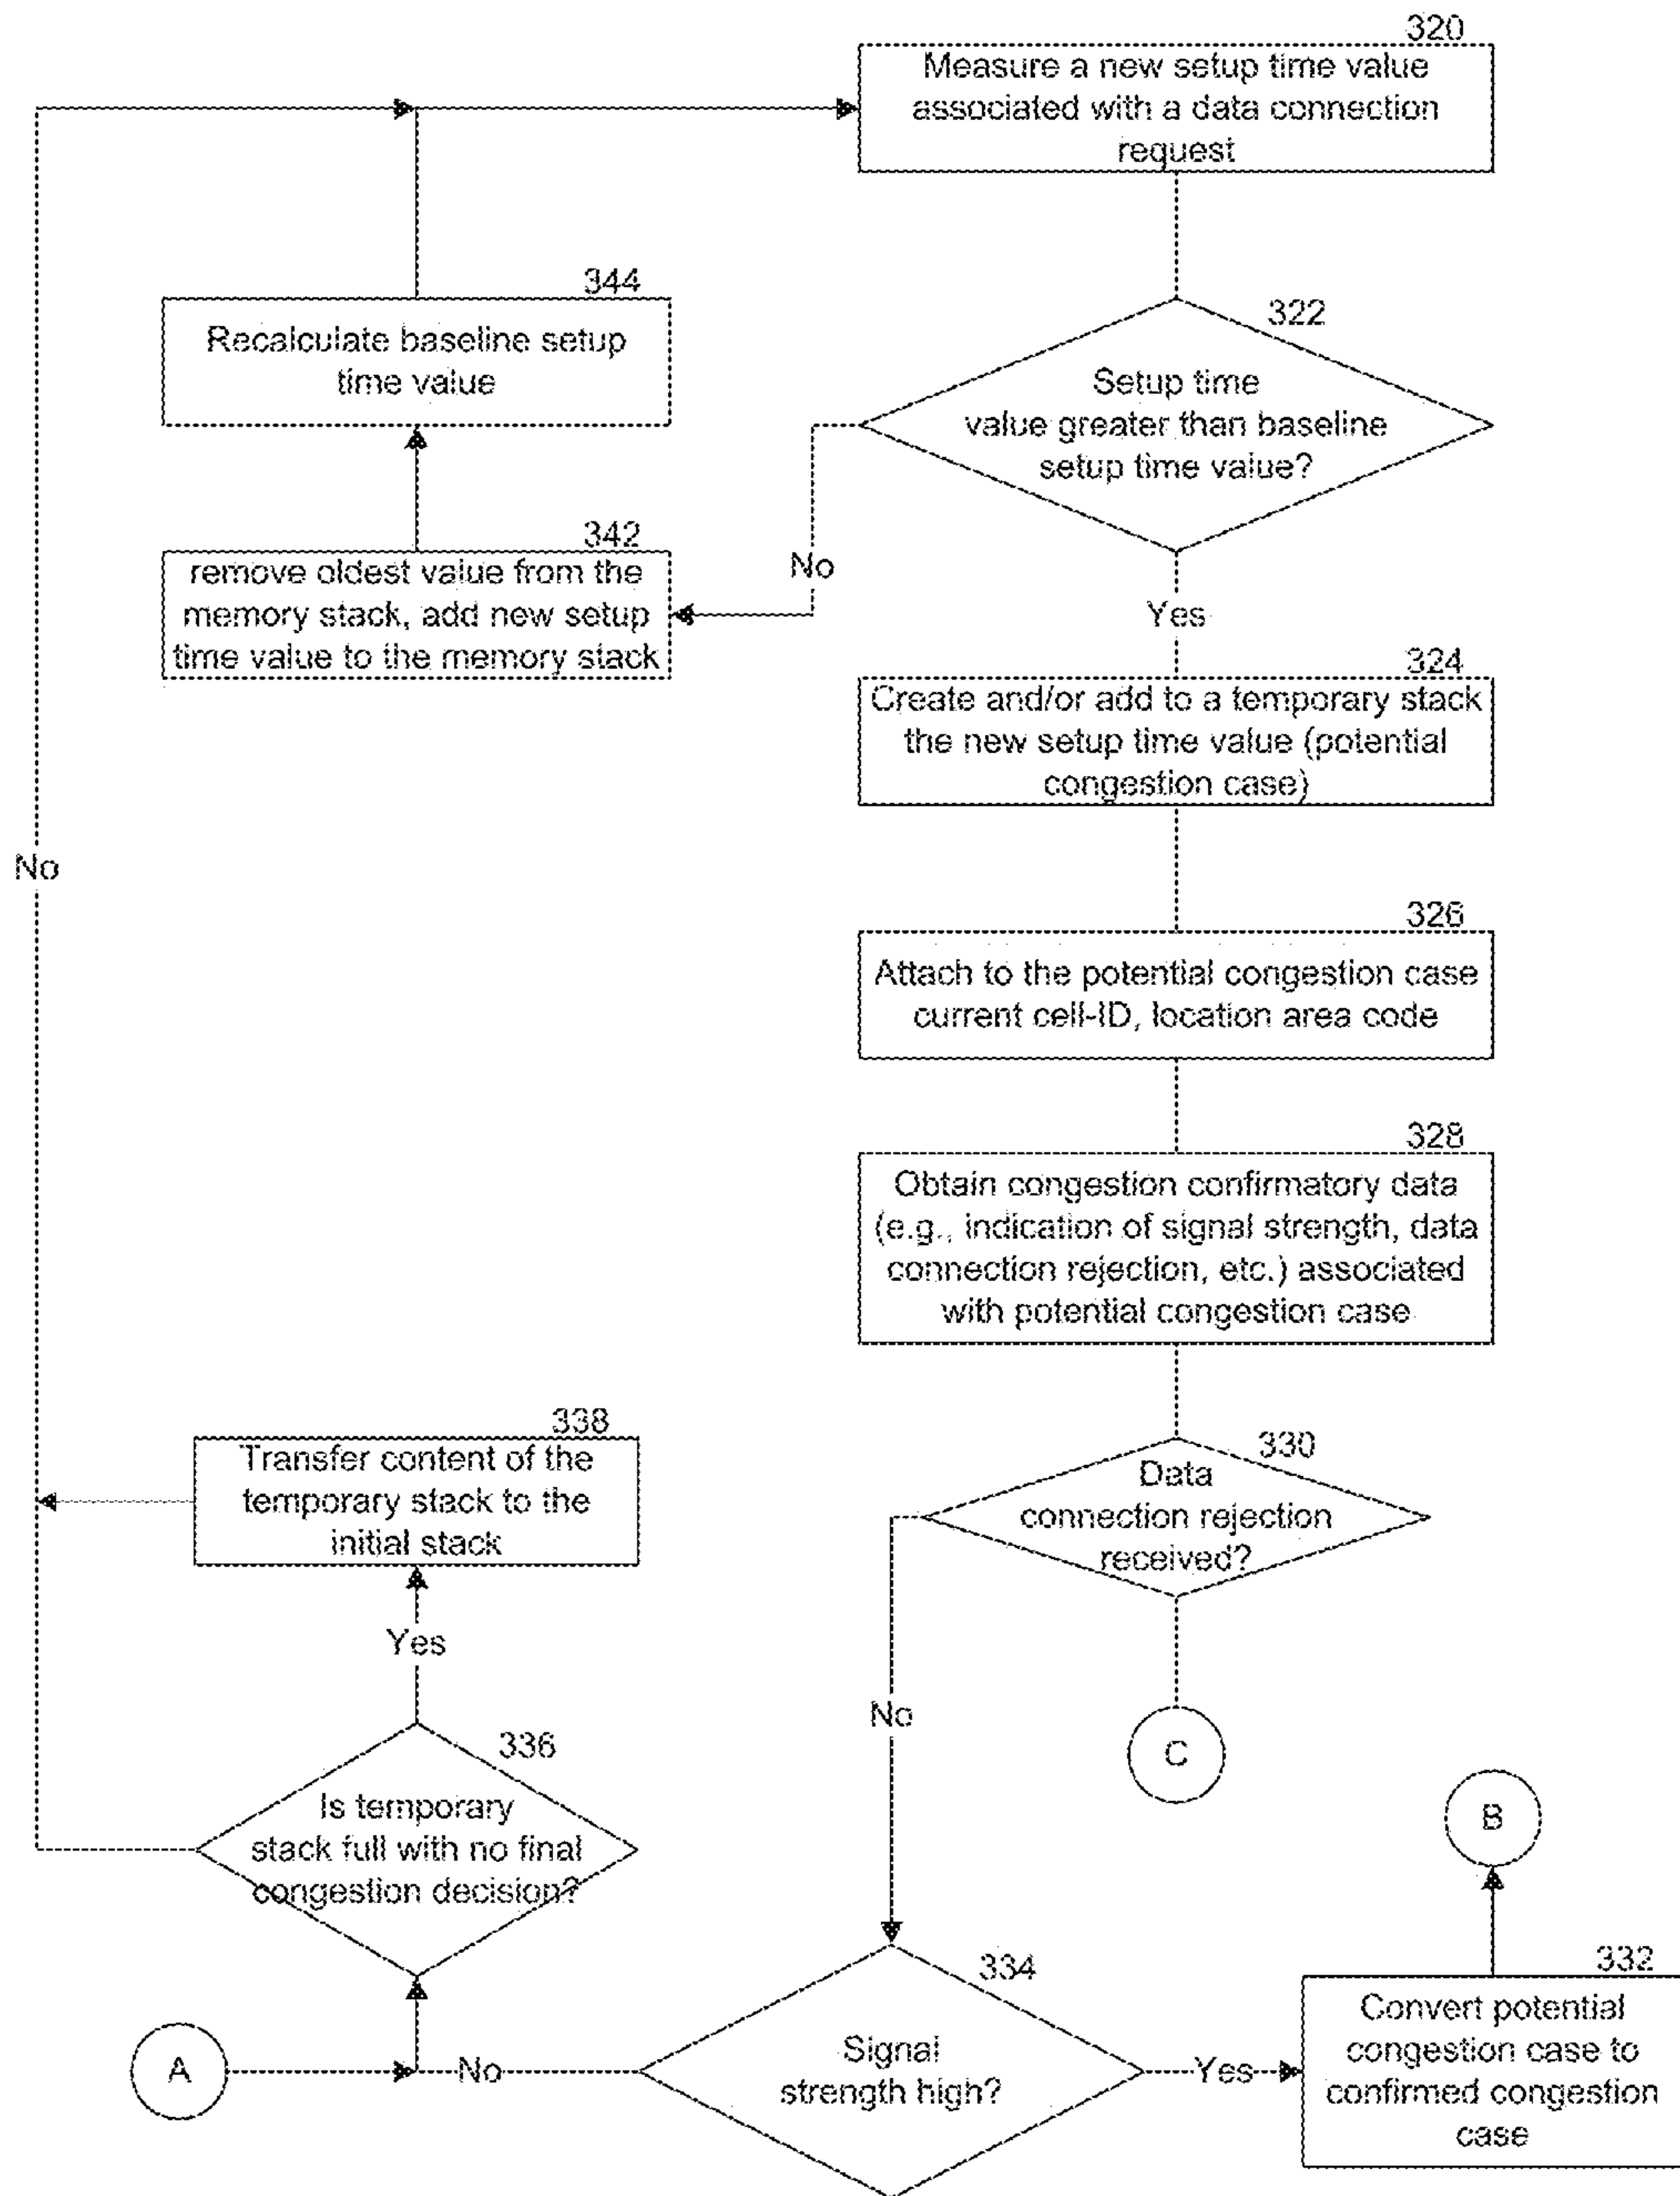 320
Measure a new setup time value
associated with a data connection
request
322
Setup time
value greater than baseline
setup time value?
No
Yes
344
Recalculate baseline setup
time value
342
remove oldest value from the
memory stack, add new setup
time value to the memory stack
324
Create and/or add to a temporary stack
the new setup time value (potential
congestion case)
326
Attach to the potential congestion case
current cell-ID, location area code
328
Obtain congestion confirmatory data
(e.g., indication of signal strength, data
connection rejection, etc.) associated
with potential congestion case
330
Data
connection rejection
received?
No
C
No
338
Transfer content of the
temporary stack to the
initial stack
Yes
336
Is temporary
stack full with no final
congestion decision?
A
No
334
Signal
strength high?
Yes
332
Convert potential
congestion case to
confirmed congestion
case
B